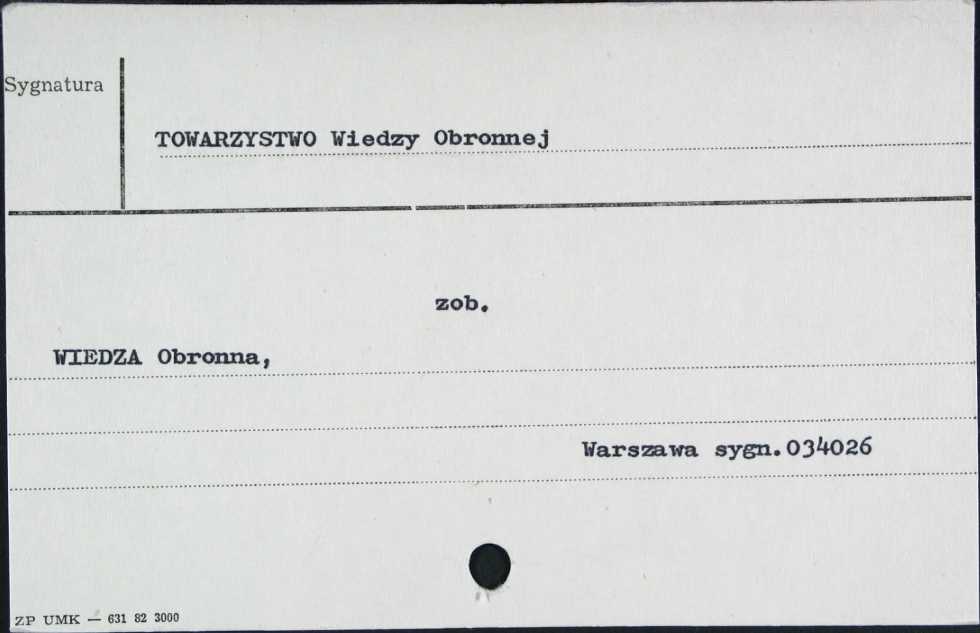 Sygnatura
TOWARZYSTWO Wiedzy Obronnej
zob.
WIEDZA Obronna,
Warszawa sygn.034026
ZP UMK — 631 82 3000